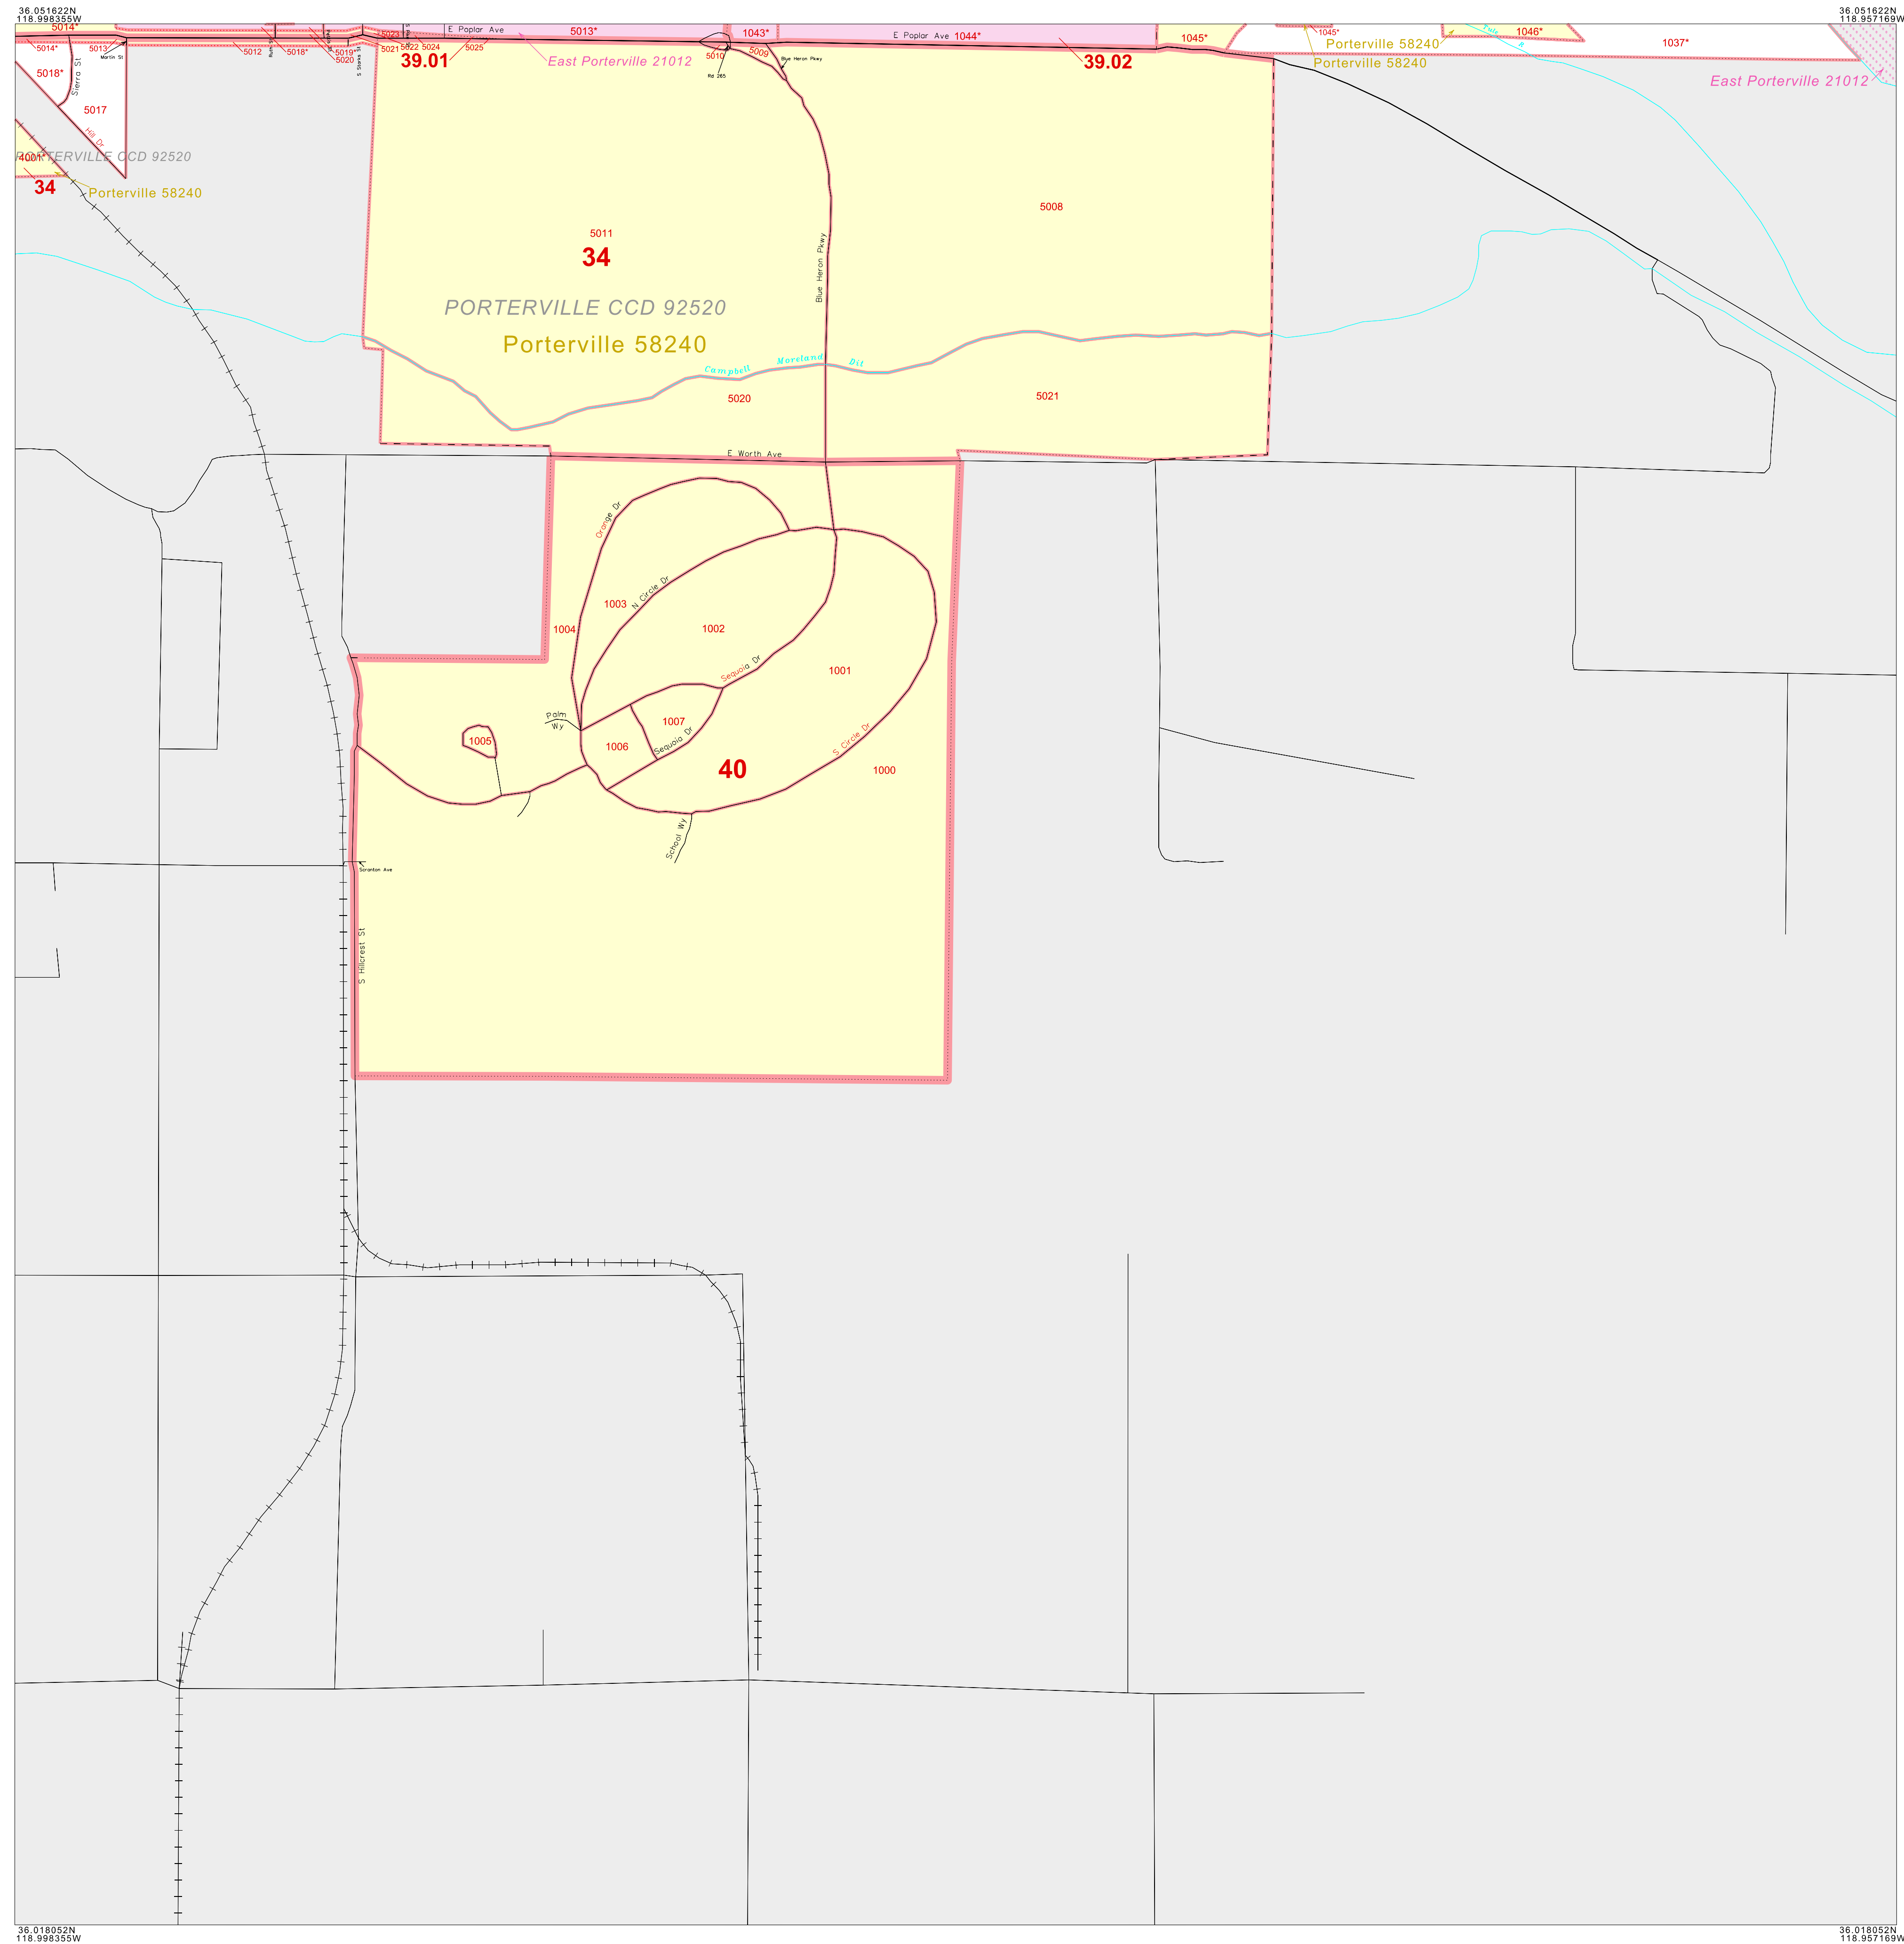 36.051622N
118.998355W
36.051622N
118.957169W
5014*
5014*
5013
Martin St
5018*
Sierra St
5017
Hill Dr
PORTERVILLE CCD 92520
34
Porterville 58240
5012
5018*
5019*
5020
S Starks St
5023
5021
5022
5024
5025
39.01
E Poplar Ave
5013*
East Porterville 21012
1043*
5010
5009
Rd 265
Blue Heron Pkwy
E Poplar Ave
1044*
39.02
1045*
1045*
Porterville 58240
Porterville 58240
Tule R
1046*
1037*
East Porterville 21012
5011
34
PORTERVILLE CCD 92520
Porterville 58240
Blue Heron Pkwy
5008
Campbell Moreland Dit
5020
5021
E Worth Ave
Orange Dr
1003
N Circle Dr
1004
1002
Sequoia Dr
1001
Palm
Wy
1007
1005
1006
Sequoia Dr
40
S Circle Dr
1000
School Wy
Scranton Ave
S Hillcrest St
36.018052N
118.998355W
36.018052N
118.957169W